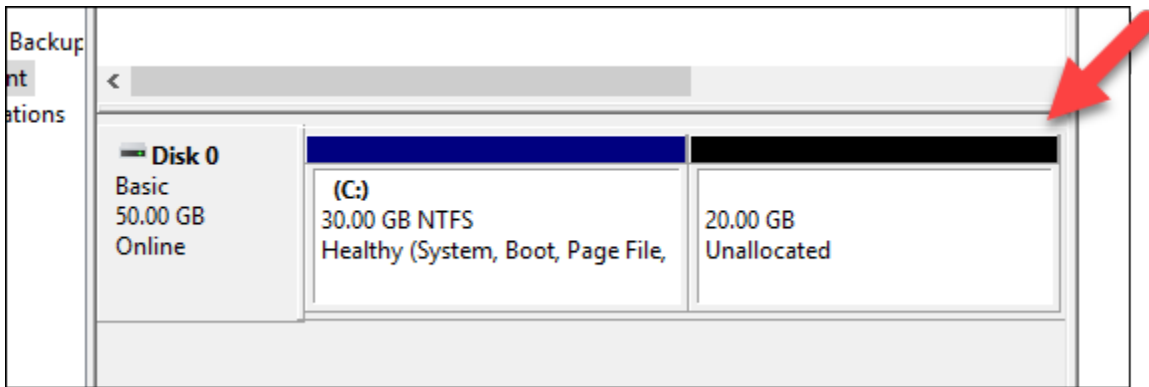 Backup
nt
ations
Disk 0
Basic
50.00 GB
Online
(C:)
30.00 GB NTFS
Healthy (System, Boot, Page File,
20.00 GB
Unallocated